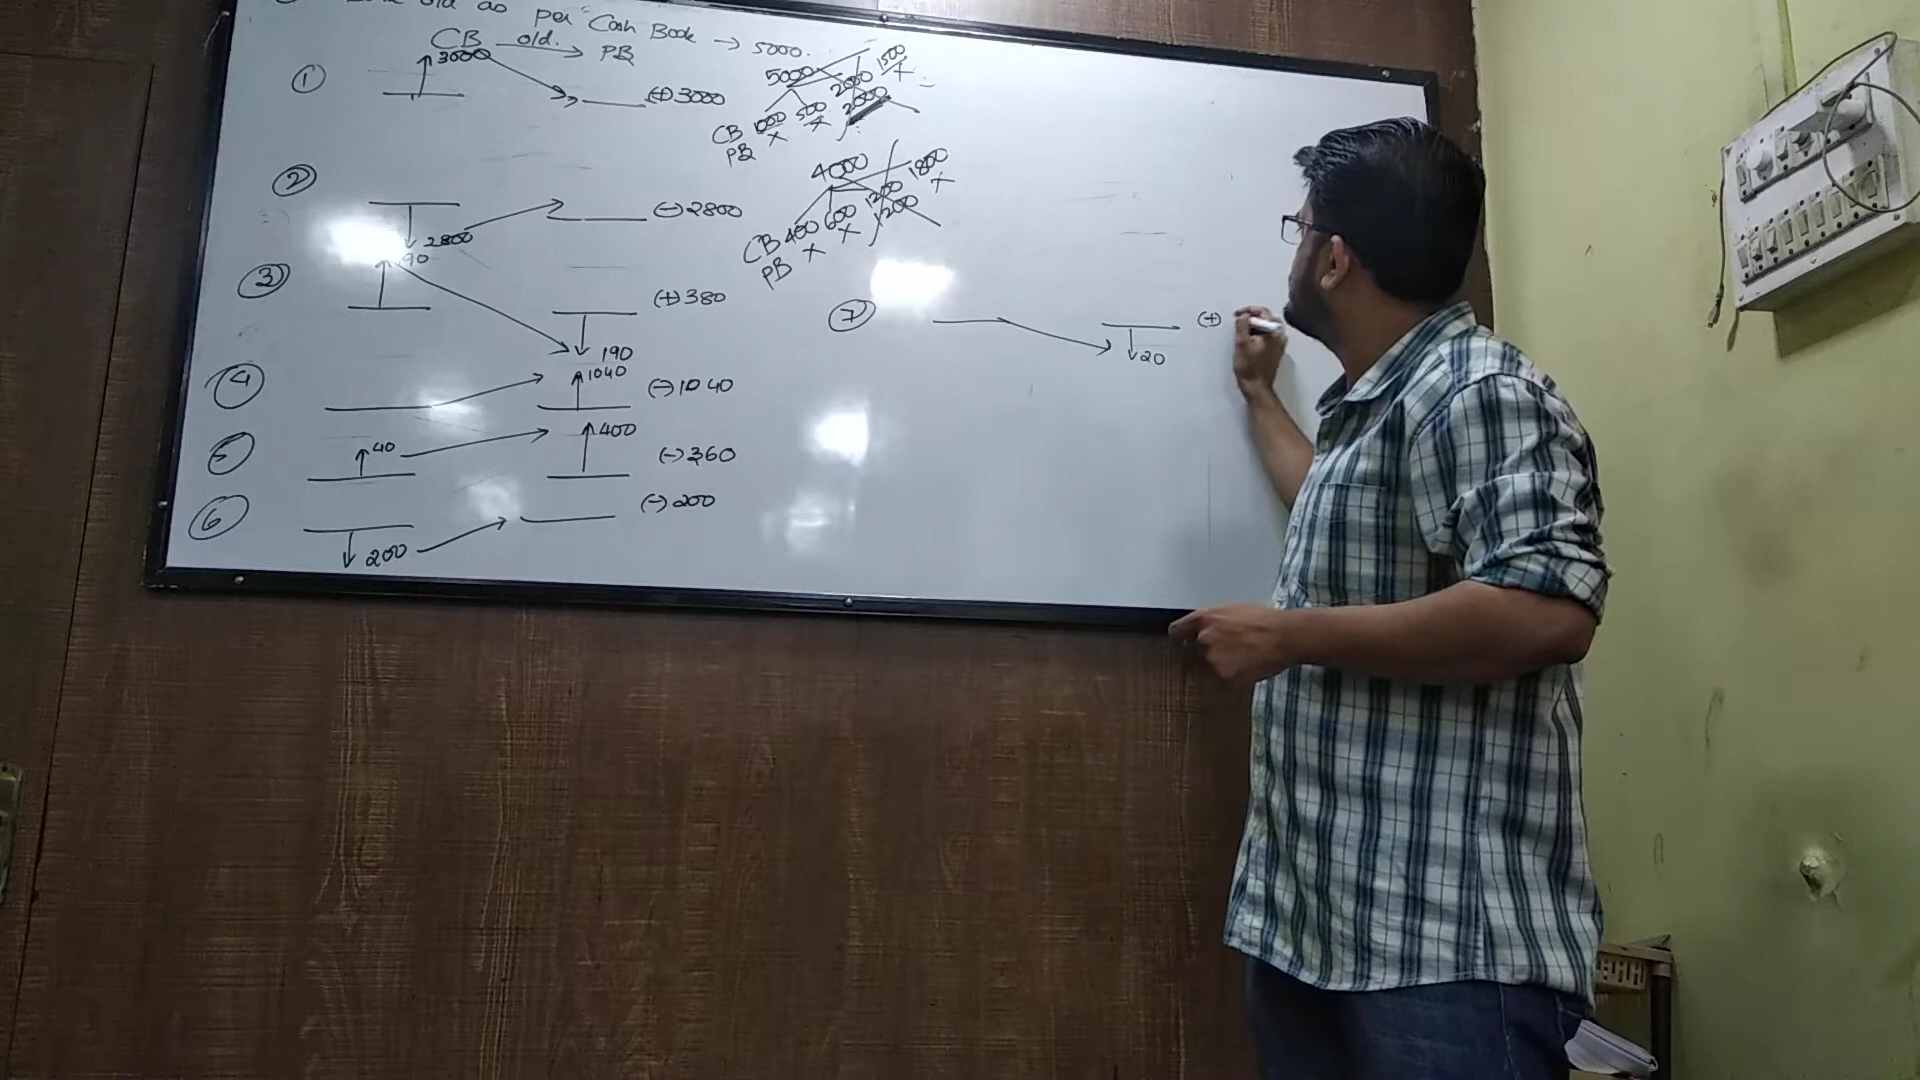 old as per Cash Book → 5000.
CB old. → PB
① 3000 (+) 3000
5000 2000 1500
x
CB 1000 500 2000
PB x x
② 2800 (-) 2800
4000 1200 1800
x
CB 400 600 1200
PB x x
③ 190 (+) 380
190
④ 1040 (-) 1040
⑤ 40 400 (-) 360
⑥ 200 (-) 200
⑦ 20 (+)